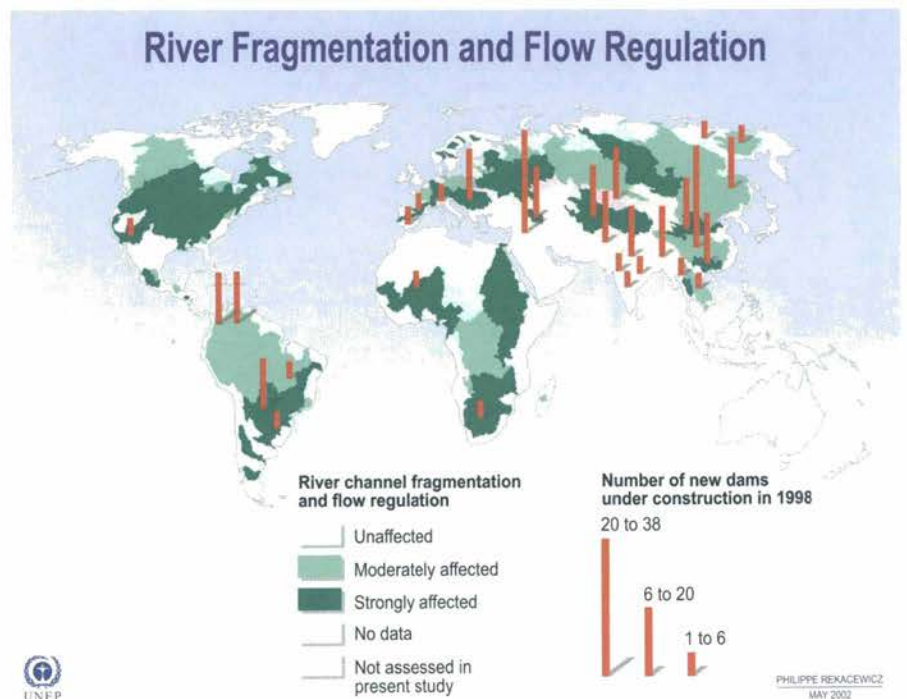 River Fragmentation and Flow Regulation
River channel fragmentation
and flow regulation
Unaffected
Moderately affected
Strongly affected
No data
Not assessed in
present study
Number of new dams
under construction in 1998
20 to 38
6 to 20
1 to 6
UNEP
PHILIPPE REKACEWICZ
MAY 2002